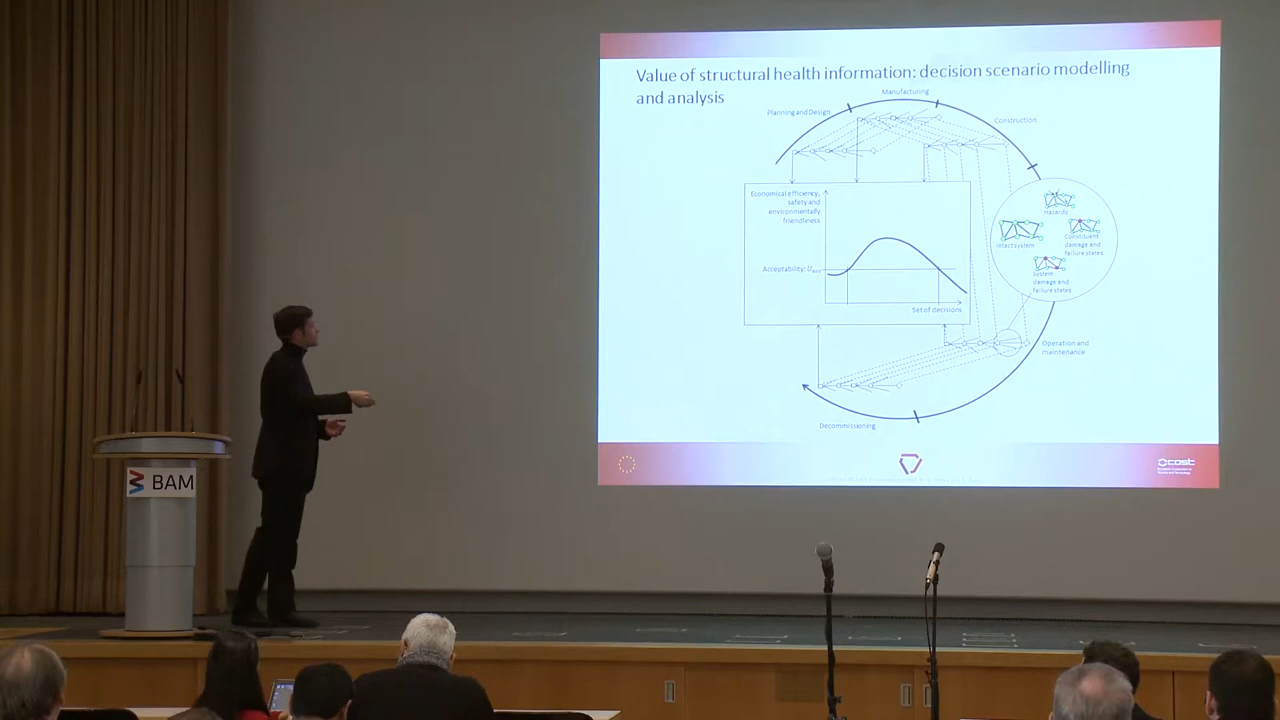 Value of structural health information: decision scenario modelling
and analysis
Manufacturing
Planning and Design
Construction
Economical efficiency,
safety and
environmentally
friendliness
Acceptability:
Set of decisions
Hazards
Intact system
Constituent
damage and
failure states
System
damage and
failure states
Operation and
maintenance
Decommissioning
cost
BAM